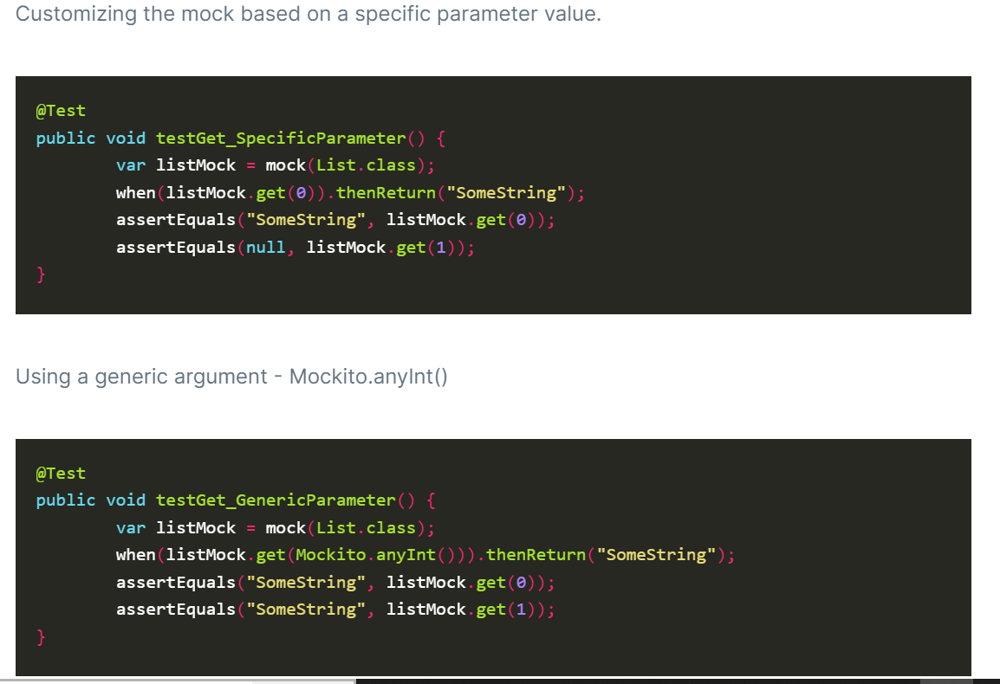 Customizing the mock based on a specific parameter value.
@Test
public void testGet_SpecificParameter() {
        var listMock = mock(List.class);
        when(listMock.get(0)).thenReturn("SomeString");
        assertEquals("SomeString", listMock.get(0));
        assertEquals(null, listMock.get(1));
}
Using a generic argument - Mockito.anyInt()
@Test
public void testGet_GenericParameter() {
        var listMock = mock(List.class);
        when(listMock.get(Mockito.anyInt())).thenReturn("SomeString");
        assertEquals("SomeString", listMock.get(0));
        assertEquals("SomeString", listMock.get(1));
}